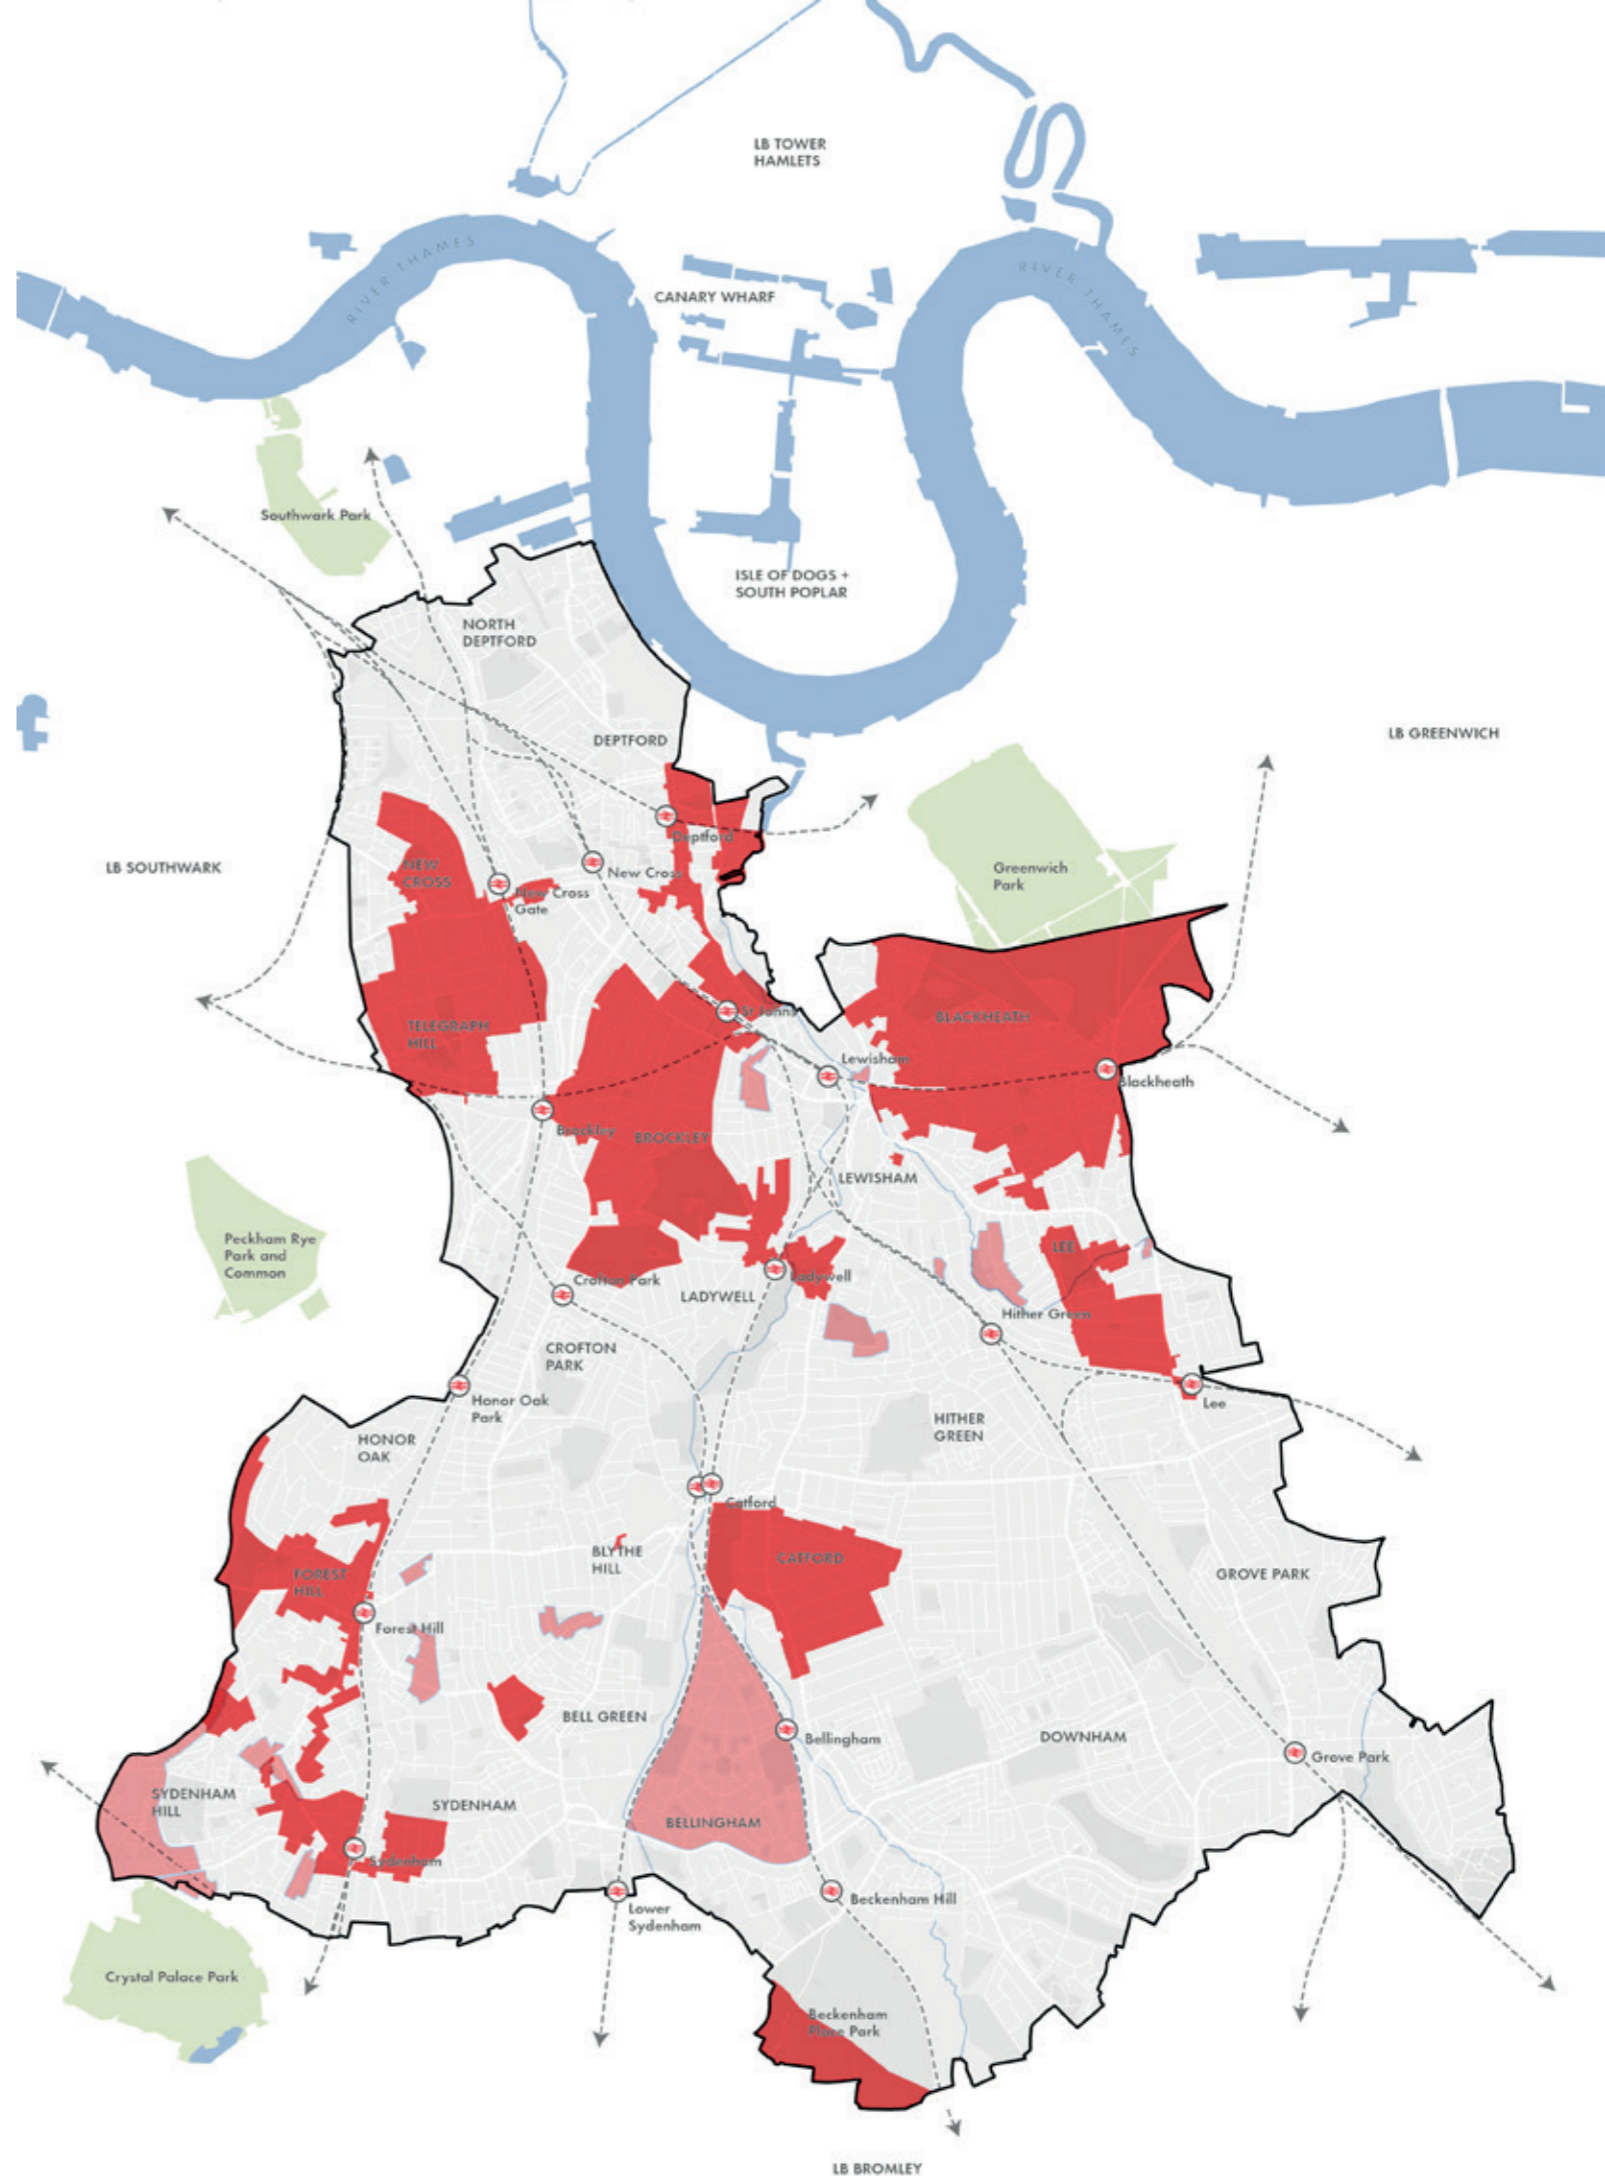 LB TOWER
HAMLETS
RIVER THAMES
RIVER THAMES
CANARY WHARF
Southwark Park
ISLE OF DOGS +
SOUTH POPLAR
NORTH
DEPTFORD
LB GREENWICH
DEPTFORD
Deptford
LB SOUTHWARK
NEW
CROSS
New Cross
New Cross
Gate
Greenwich
Park
TELEGRAPH
HILL
St Johns
BLACKHEATH
Lewisham
Blackheath
Brockley
BROCKLEY
LEWISHAM
Peckham Rye
Park and
Common
LEE
Crofton Park
Ladywell
LADYWELL
Hither Green
CROFTON
PARK
Honor Oak
Park
Lee
HITHER
GREEN
HONOR
OAK
Catford
BLYTHE
HILL
CATFORD
FOREST
HILL
GROVE PARK
Forest Hill
BELL GREEN
Bellingham
DOWNHAM
Grove Park
SYDENHAM
HILL
SYDENHAM
BELLINGHAM
Sydenham
Beckenham Hill
Lower
Sydenham
Crystal Palace Park
Beckenham
Place Park
LB BROMLEY